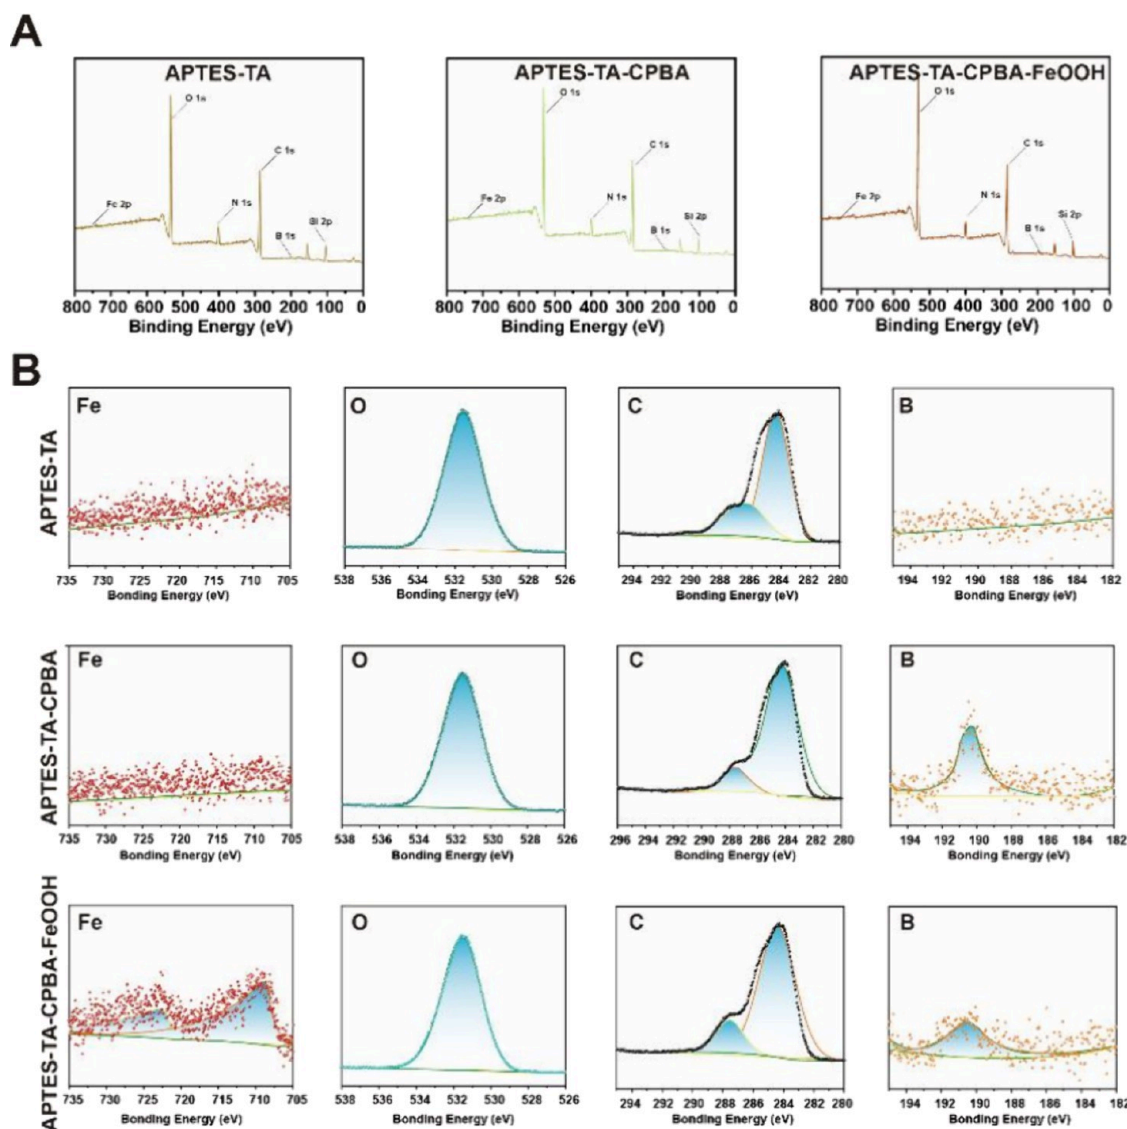 A
APTES-TA
O 1s
C 1s
N 1s
Fe 2p
Si 2p
B 1s
800 700 600 500 400 300 200 100 0
Binding Energy (eV)
APTES-TA-CPBA
O 1s
C 1s
N 1s
Fe 2p
Si 2p
B 1s
800 700 600 500 400 300 200 100 0
Binding Energy (eV)
APTES-TA-CPBA-FeOOH
O 1s
C 1s
N 1s
Fe 2p
Si 2p
B 1s
800 700 600 500 400 300 200 100 0
Binding Energy (eV)
B
APTES-TA
Fe
735 730 725 720 715 710 705
Bonding Energy (eV)
O
538 536 534 532 530 528 526
Bonding Energy (eV)
C
294 292 290 288 286 284 282 280
Bonding Energy (eV)
B
194 192 190 188 186 184 182
Bonding Energy (eV)
APTES-TA-CPBA
Fe
735 730 725 720 715 710 705
Bonding Energy (eV)
O
538 536 534 532 530 528 526
Bonding Energy (eV)
C
296 294 292 290 288 286 284 282 280
Bonding Energy (eV)
B
194 192 190 188 186 184 182
Bonding Energy (eV)
APTES-TA-CPBA-FeOOH
Fe
735 730 725 720 715 710 705
Bonding Energy (eV)
O
538 536 534 532 530 528 526
Bonding Energy (eV)
C
294 292 290 288 286 284 282 280
Bonding Energy (eV)
B
194 192 190 188 186 184 182
Bonding Energy (eV)